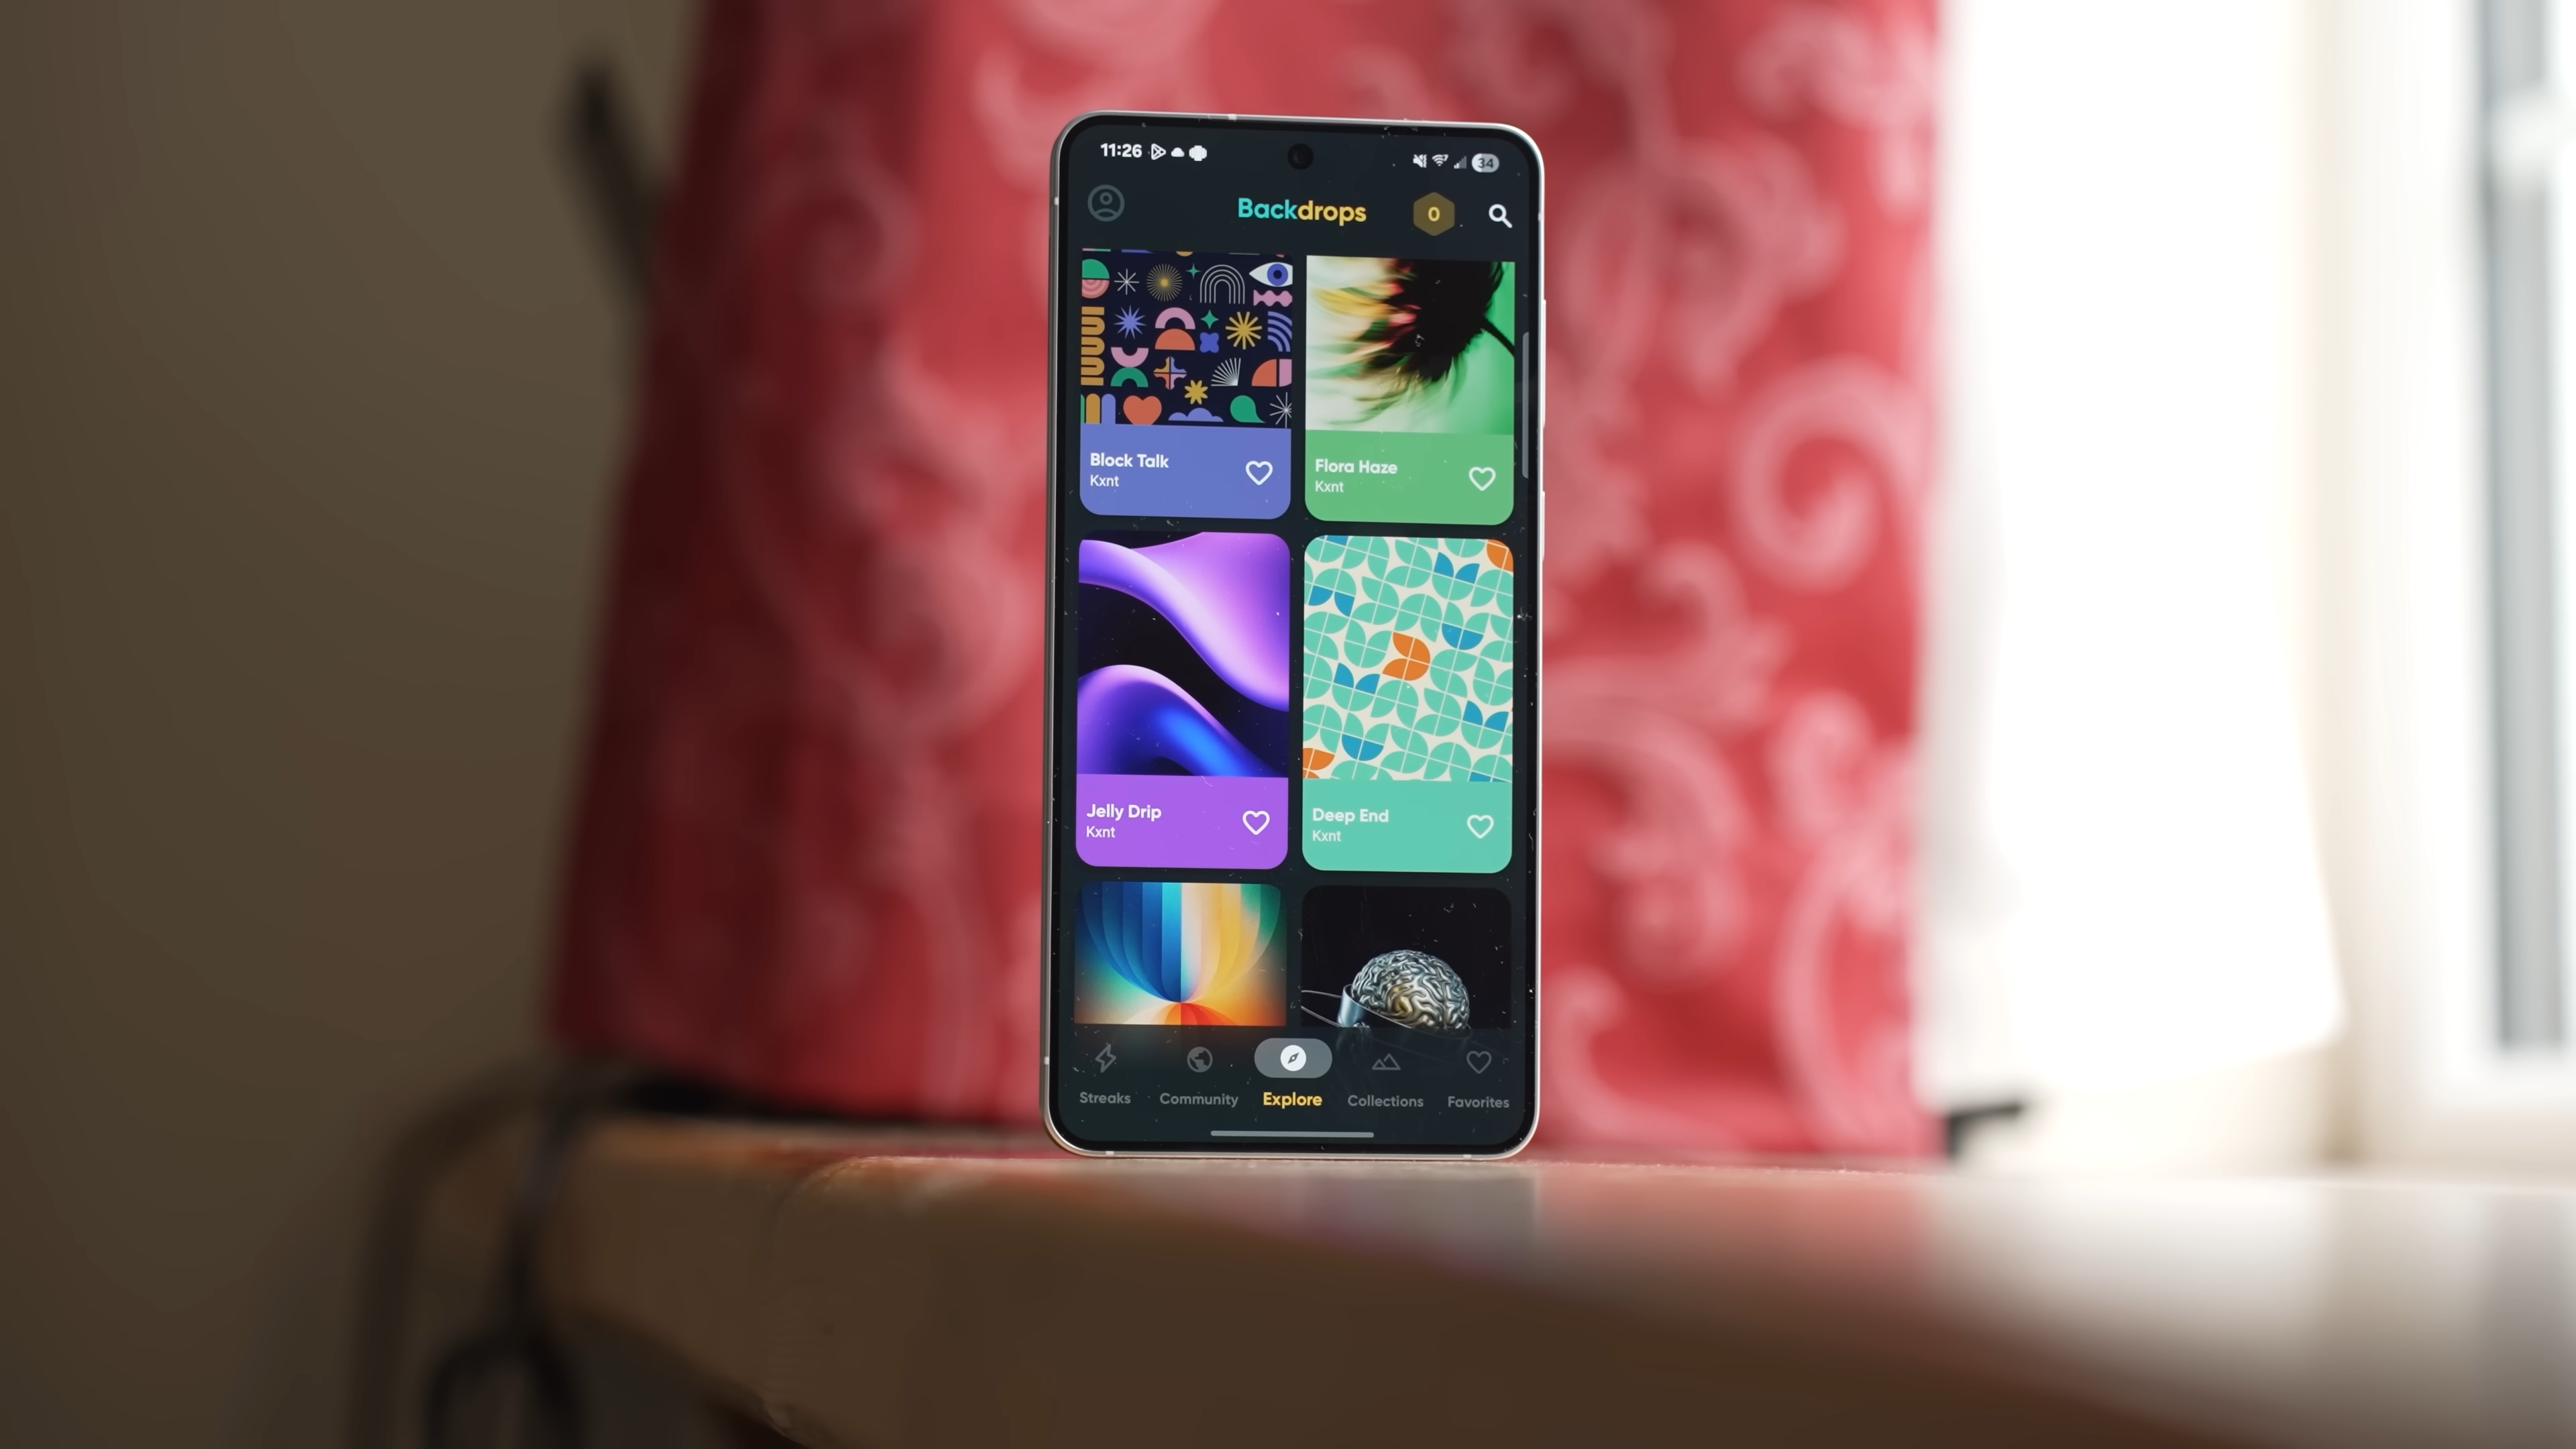 11:26
34
Backdrops
0
Block Talk
Kxnt
Flora Haze
Kxnt
Jelly Drip
Kxnt
Deep End
Kxnt
Streaks
Community
Explore
Collections
Favorites